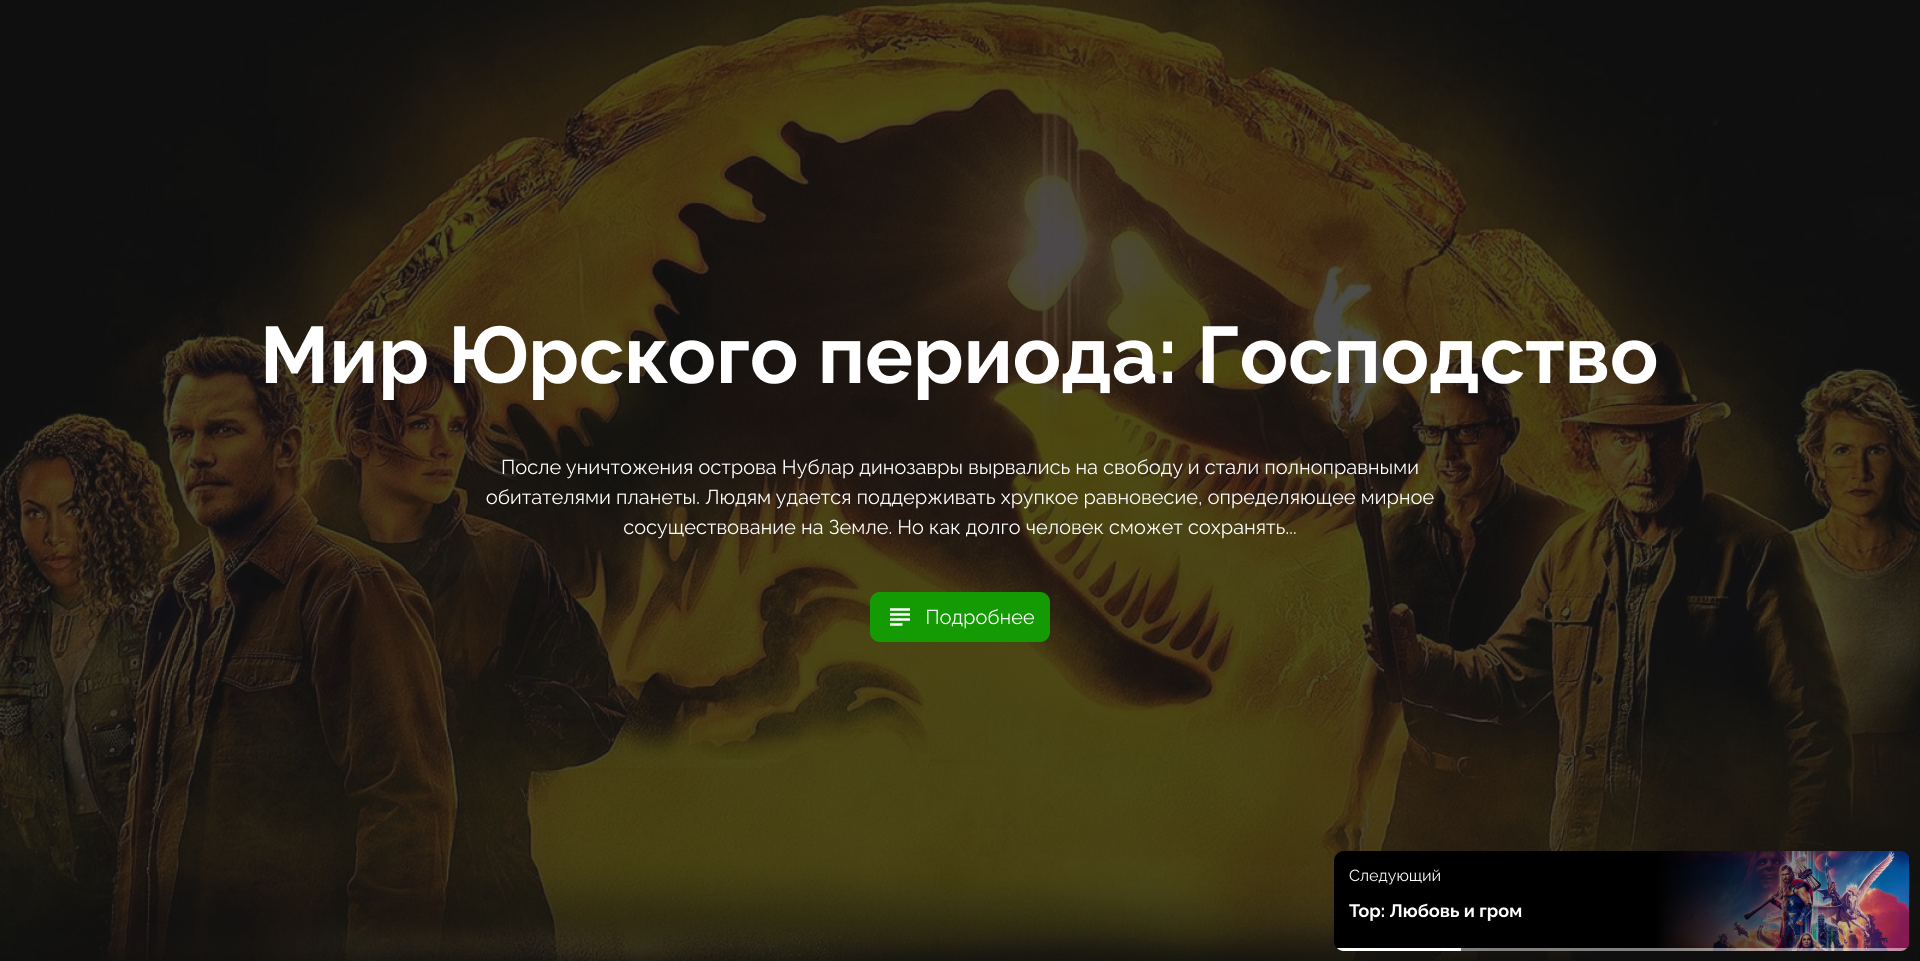 Мир Юрского периода: Господство
После уничтожения острова Нублар динозавры вырвались на свободу и стали полноправными
обитателями планеты. Людям удается поддерживать хрупкое равновесие, определяющее мирное
сосуществование на Земле. Но как долго человек сможет сохранять...
Подробнее
Следующий
Тор: Любовь и гром